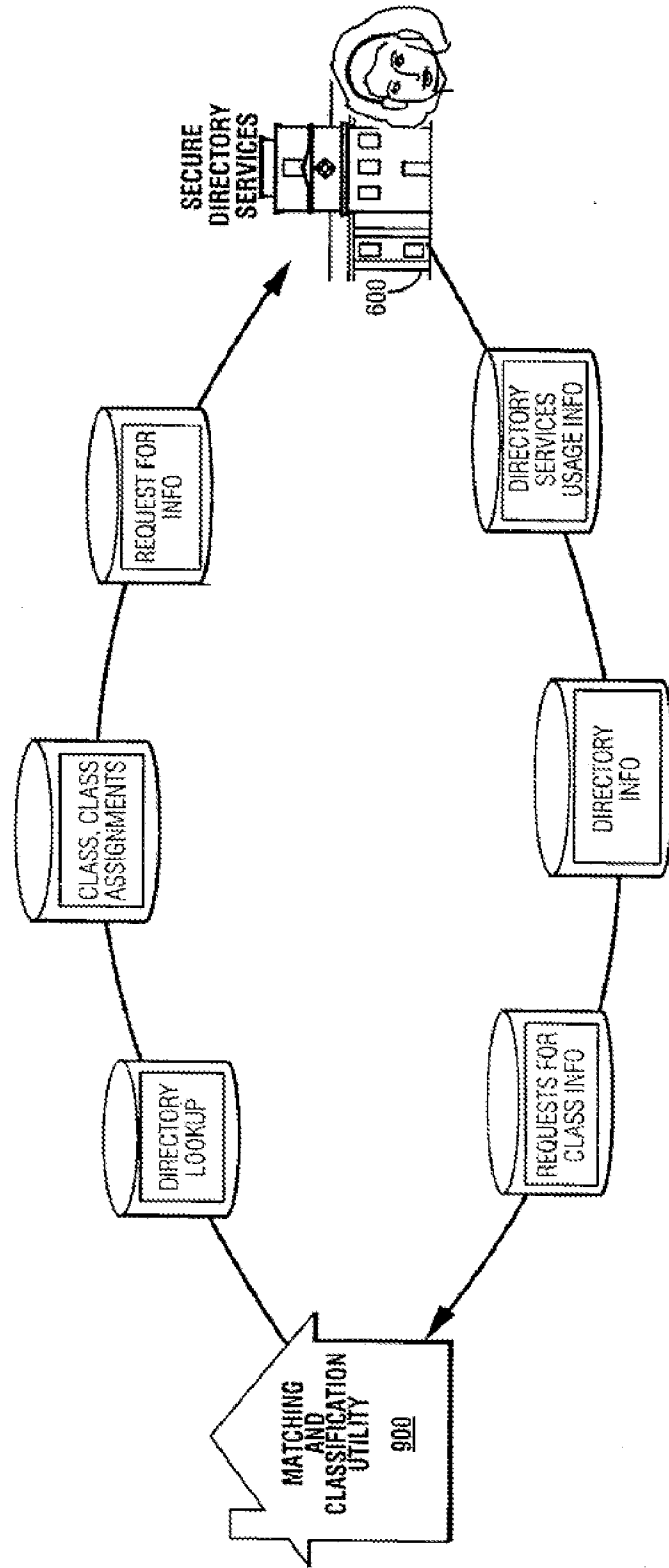 MATCHING
AND
CLASSIFICATION
UTILITY
900
DIRECTORY
LOOKUP
CLASS, CLASS
ASSIGNMENTS
REQUEST FOR
INFO
SECURE
DIRECTORY
SERVICES
600
DIRECTORY
SERVICES
USAGE INFO
DIRECTORY
INFO
REQUESTS FOR
CLASS INFO